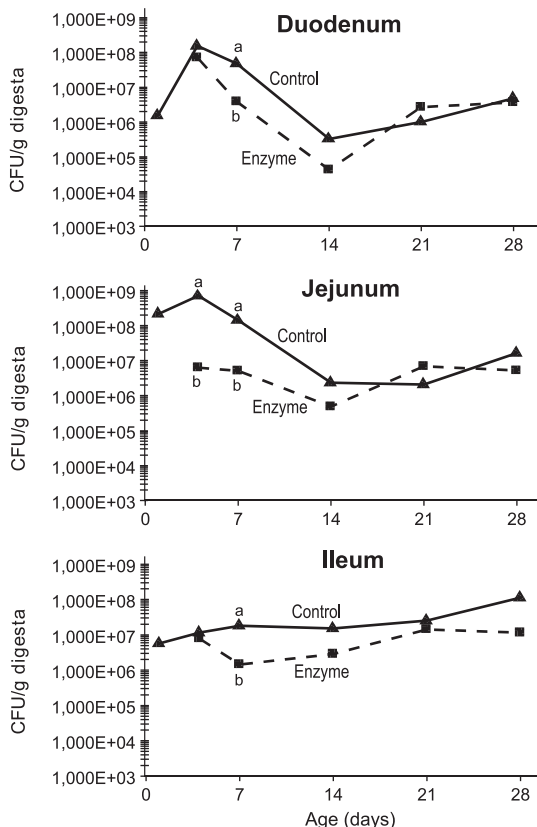 Duodenum
CFU/g digesta
1,000E+09
1,000E+08
1,000E+07
1,000E+06
1,000E+05
1,000E+04
1,000E+03
a
Control
b
Enzyme
0 7 14 21 28
Jejunum
CFU/g digesta
1,000E+09
1,000E+08
1,000E+07
1,000E+06
1,000E+05
1,000E+04
1,000E+03
a a
Control
b b
Enzyme
0 7 14 21 28
Ileum
CFU/g digesta
1,000E+09
1,000E+08
1,000E+07
1,000E+06
1,000E+05
1,000E+04
1,000E+03
a
Control
b
Enzyme
0 7 14 21 28
Age (days)